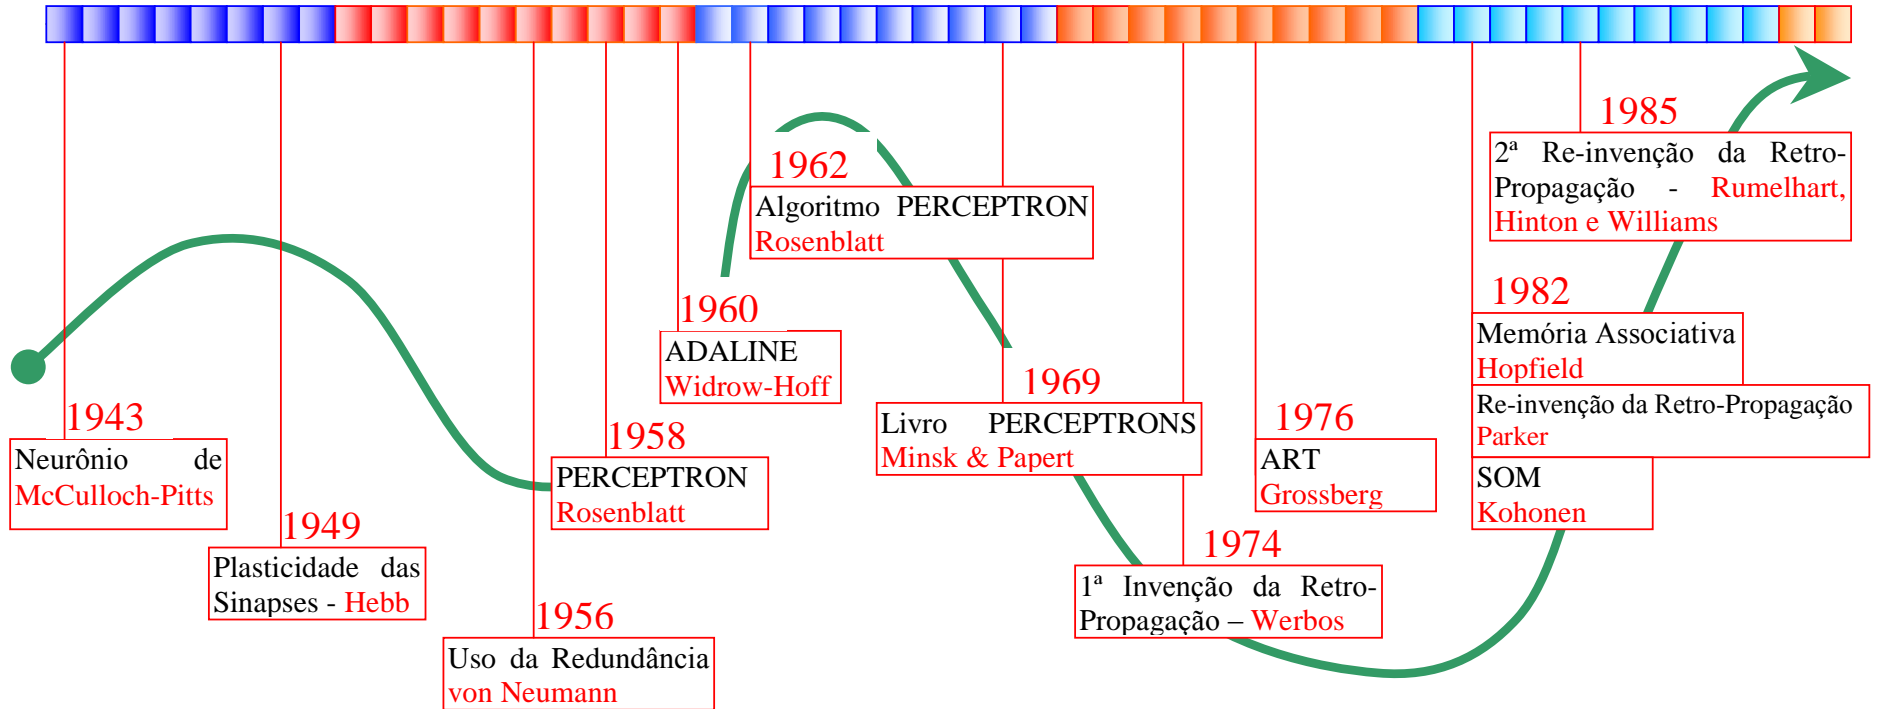 1943
Neurônio de
McCulloch-Pitts
1949
Plasticidade das
Sinapses - Hebb
1956
Uso da Redundância
von Neumann
1958
PERCEPTRON
Rosenblatt
1960
ADALINE
Widrow-Hoff
1962
Algoritmo PERCEPTRON
Rosenblatt
1969
Livro PERCEPTRONS
Minsk & Papert
1974
1ª Invenção da Retro-
Propagação – Werbos
1976
ART
Grossberg
1982
Memória Associativa
Hopfield
Re-invenção da Retro-Propagação
Parker
SOM
Kohonen
1985
2ª Re-invenção da Retro-
Propagação - Rumelhart,
Hinton e Williams